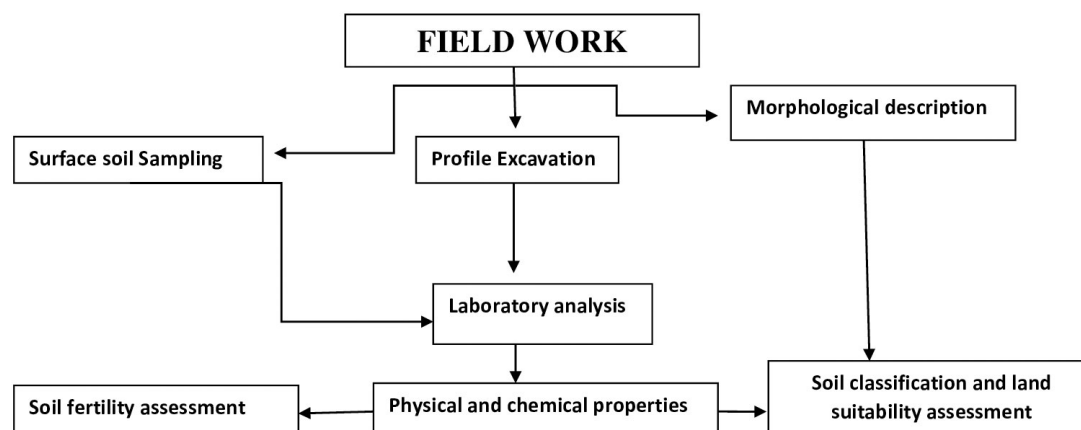 FIELD WORK
Morphological description
Surface soil Sampling
Profile Excavation
Laboratory analysis
Soil fertility assessment
Physical and chemical properties
Soil classification and land
suitability assessment